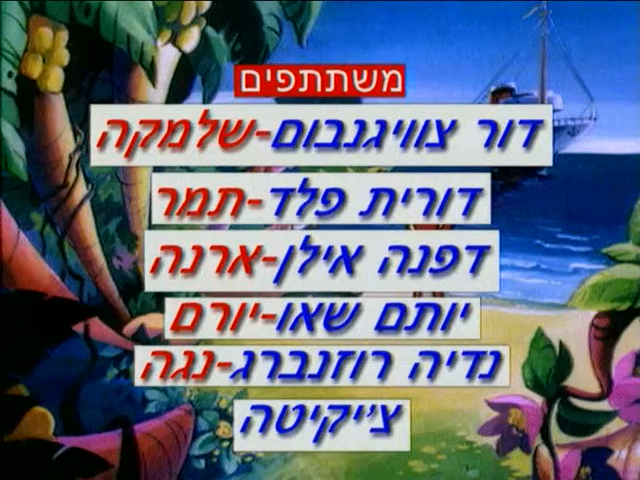 משתתפים
דור צוויגנבום-שלמקה
דורית פלד-תמר
דפנה אילן-ארנה
יותם שאו-יורם
נדיה רוזנברג-נגה
צ'יקיטה